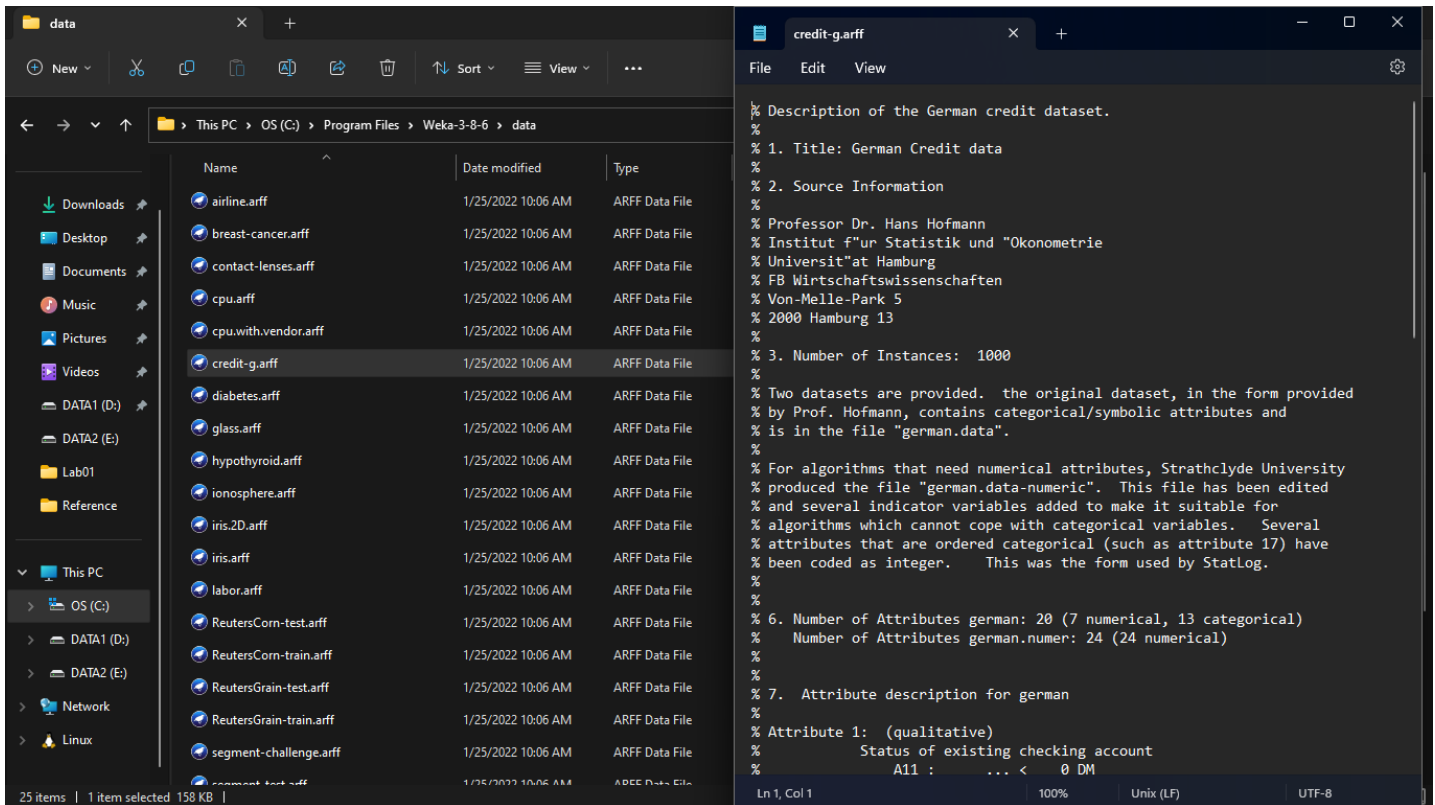 data
New
Sort
View
This PC > OS (C:) > Program Files > Weka-3-8-6 > data
Name Date modified Type
Downloads
Desktop
Documents
Music
Pictures
Videos
DATA1 (D:)
DATA2 (E:)
Lab01
Reference
This PC
OS (C:)
DATA1 (D:)
DATA2 (E:)
Network
Linux
airline.arff 1/25/2022 10:06 AM ARFF Data File
breast-cancer.arff 1/25/2022 10:06 AM ARFF Data File
contact-lenses.arff 1/25/2022 10:06 AM ARFF Data File
cpu.arff 1/25/2022 10:06 AM ARFF Data File
cpu.with.vendor.arff 1/25/2022 10:06 AM ARFF Data File
credit-g.arff 1/25/2022 10:06 AM ARFF Data File
diabetes.arff 1/25/2022 10:06 AM ARFF Data File
glass.arff 1/25/2022 10:06 AM ARFF Data File
hypothyroid.arff 1/25/2022 10:06 AM ARFF Data File
ionosphere.arff 1/25/2022 10:06 AM ARFF Data File
iris.2D.arff 1/25/2022 10:06 AM ARFF Data File
iris.arff 1/25/2022 10:06 AM ARFF Data File
labor.arff 1/25/2022 10:06 AM ARFF Data File
ReutersCorn-test.arff 1/25/2022 10:06 AM ARFF Data File
ReutersCorn-train.arff 1/25/2022 10:06 AM ARFF Data File
ReutersGrain-test.arff 1/25/2022 10:06 AM ARFF Data File
ReutersGrain-train.arff 1/25/2022 10:06 AM ARFF Data File
segment-challenge.arff 1/25/2022 10:06 AM ARFF Data File
segment-test.arff 1/25/2022 10:06 AM ARFF Data File
25 items | 1 item selected 158 KB |
credit-g.arff
File Edit View
% Description of the German credit dataset.
%
% 1. Title: German Credit data
%
% 2. Source Information
%
% Professor Dr. Hans Hofmann
% Institut f"ur Statistik und "Okonometrie
% Universit"at Hamburg
% FB Wirtschaftswissenschaften
% Von-Melle-Park 5
% 2000 Hamburg 13
%
% 3. Number of Instances:  1000
%
% Two datasets are provided.  the original dataset, in the form provided
% by Prof. Hofmann, contains categorical/symbolic attributes and
% is in the file "german.data".
%
% For algorithms that need numerical attributes, Strathclyde University
% produced the file "german.data-numeric".  This file has been edited
% and several indicator variables added to make it suitable for
% algorithms which cannot cope with categorical variables.   Several
% attributes that are ordered categorical (such as attribute 17) have
% been coded as integer.    This was the form used by StatLog.
%
%
% 6. Number of Attributes german: 20 (7 numerical, 13 categorical)
%    Number of Attributes german.numer: 24 (24 numerical)
%
%
% 7.  Attribute description for german
%
% Attribute 1:  (qualitative)
%            Status of existing checking account
%                A11 :      ... <    0 DM
Ln 1, Col 1 100% Unix (LF) UTF-8